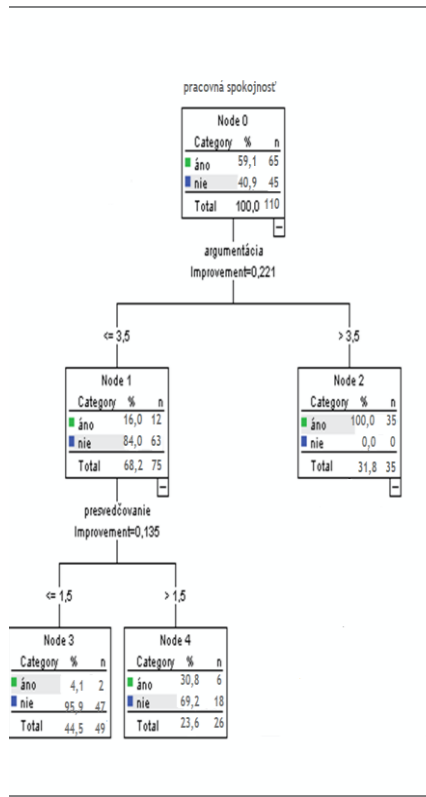 pracovná spokojnosť
Node 0
Category % n
áno 59,1 65
nie 40,9 45
Total 100,0 110
argumentácia
Improvement=0,221
<= 3,5
> 3,5
Node 1
Category % n
áno 16,0 12
nie 84,0 63
Total 68,2 75
Node 2
Category % n
áno 100,0 35
nie 0,0 0
Total 31,8 35
presvedčovanie
Improvement=0,135
<= 1,5
> 1,5
Node 3
Category % n
áno 4,1 2
nie 95,9 47
Total 44,5 49
Node 4
Category % n
áno 30,8 6
nie 69,2 18
Total 23,6 26